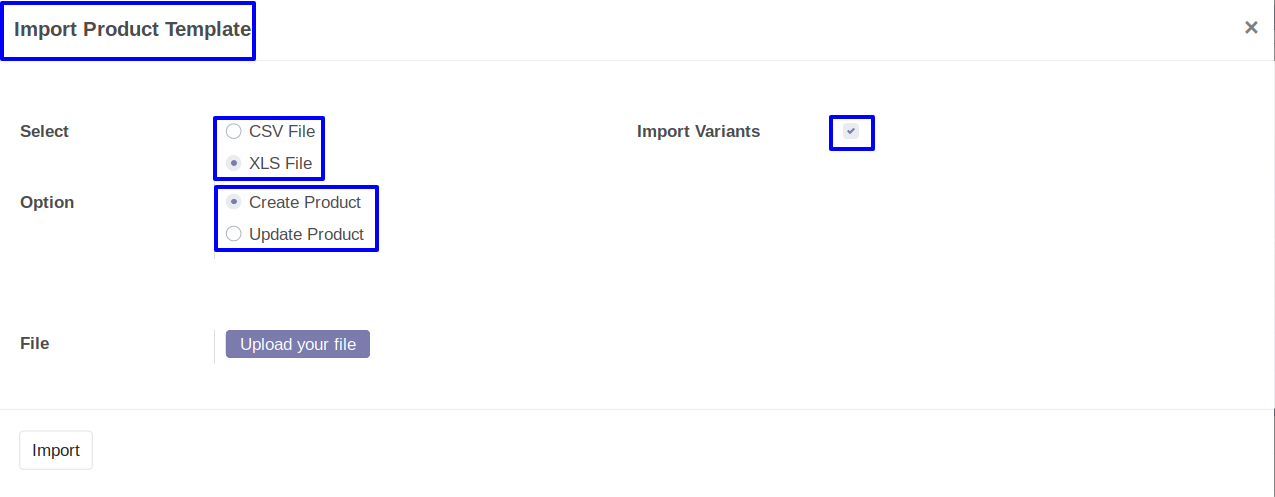 Import Product Template
×
Select
CSV File
Import Variants
XLS File
Option
Create Product
Update Product
File
Upload your file
Import